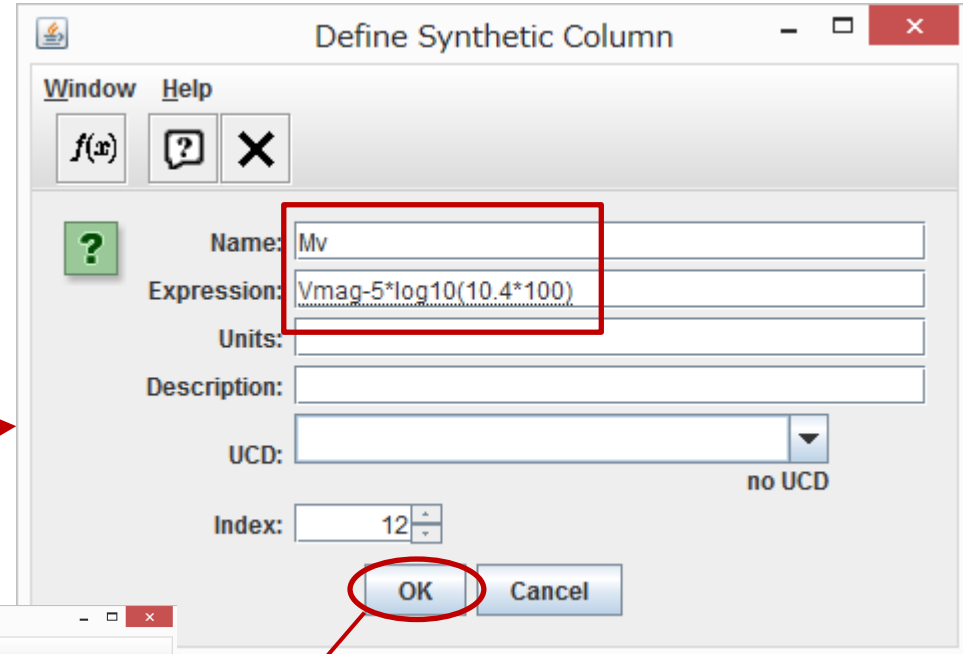 Define Synthetic Column
Window Help
f(x)
Name: Mv
Expression: Vmag-5*log10(10.4*100)
Units:
Description:
UCD:
no UCD
Index: 12
OK Cancel